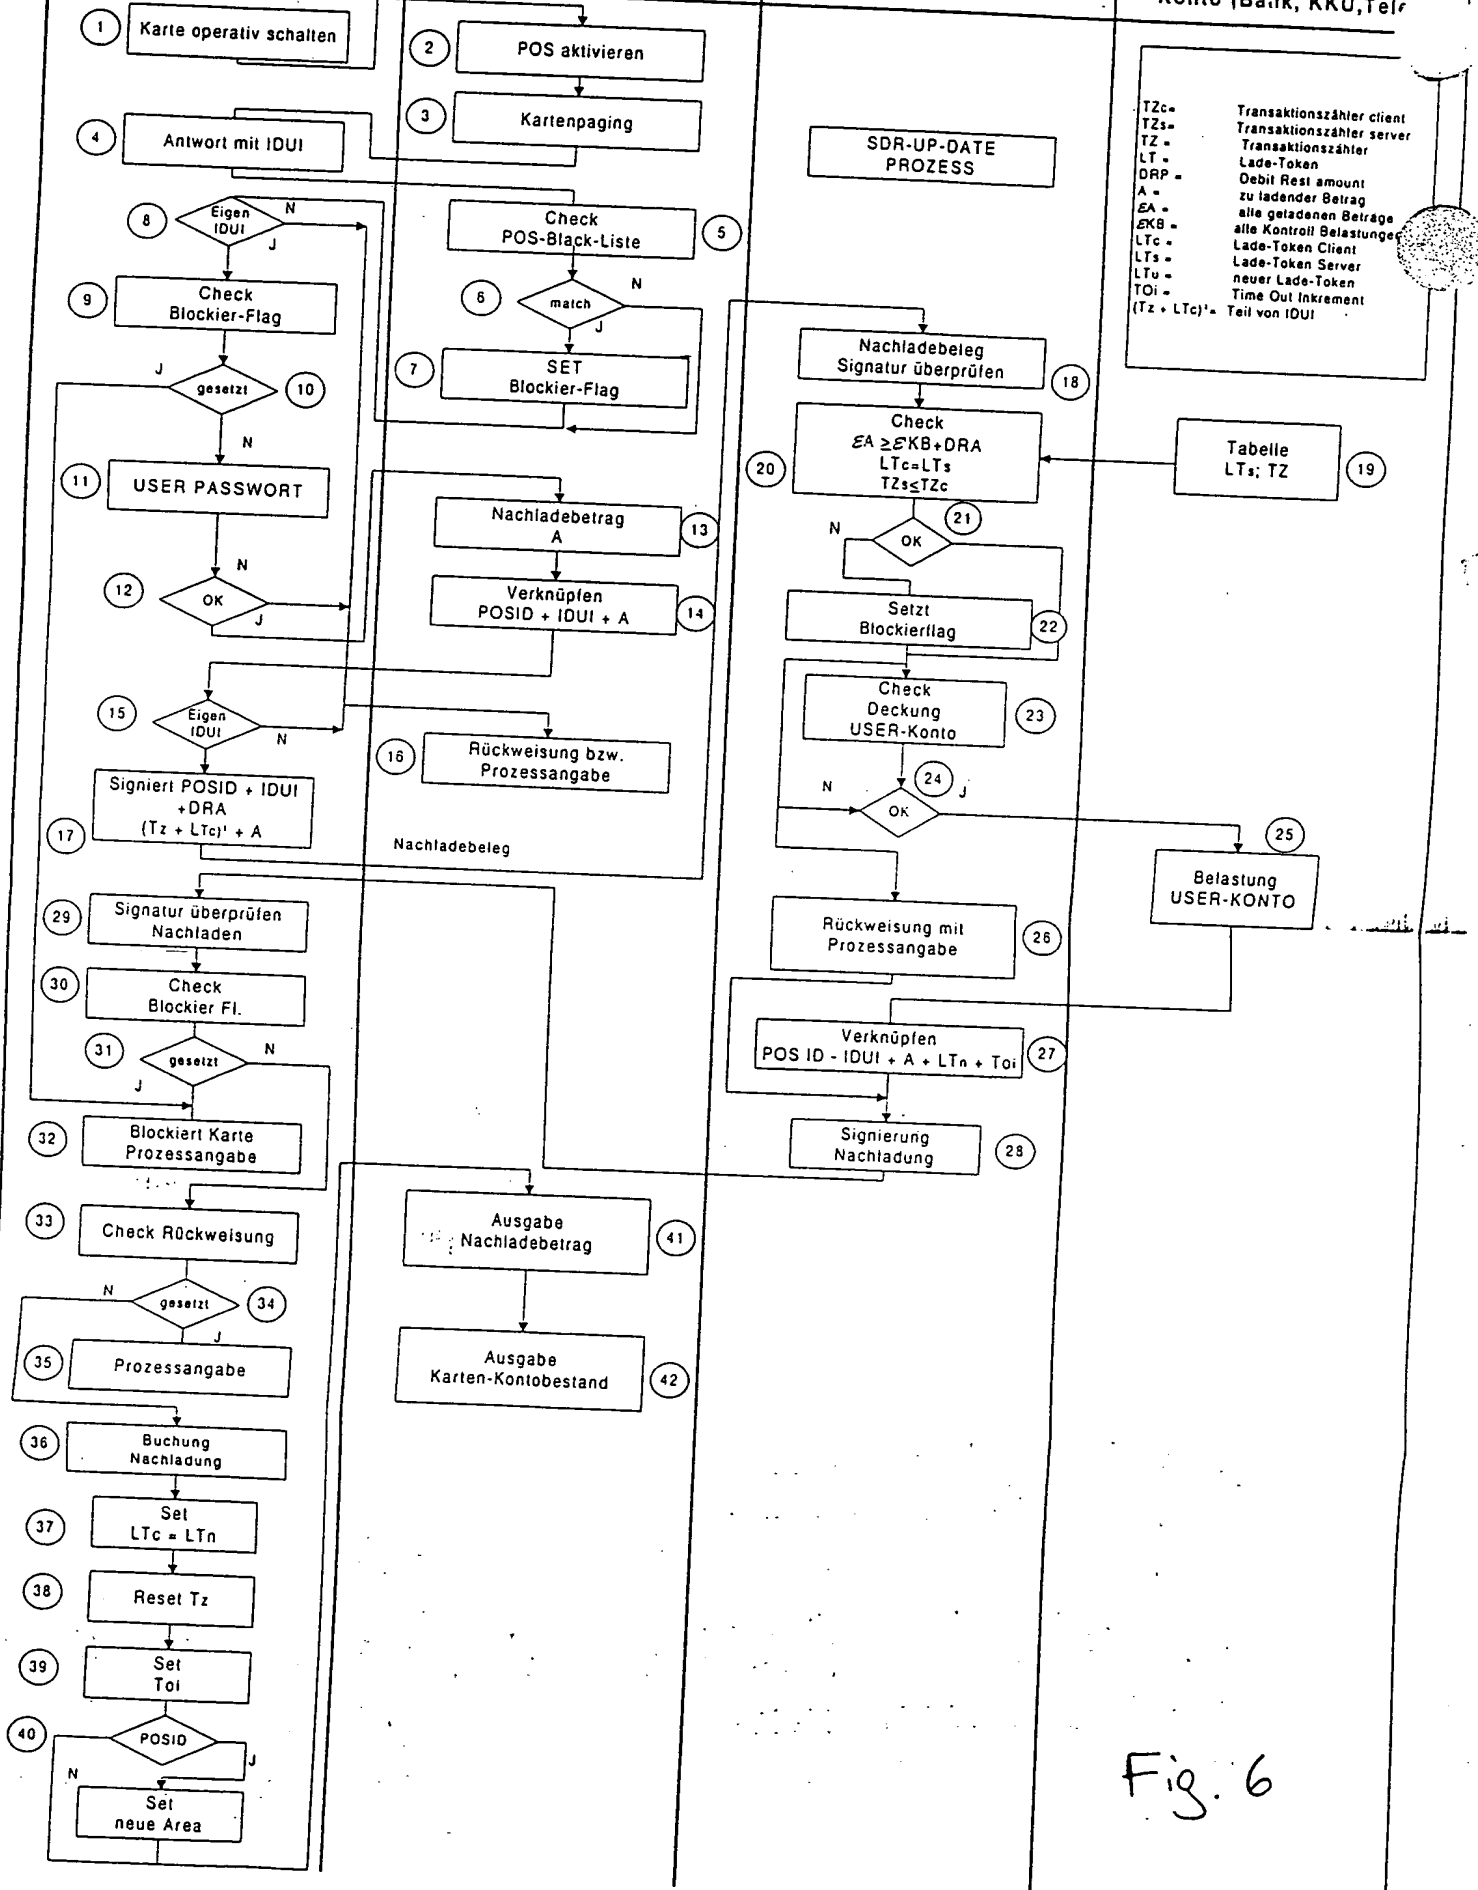 Konto (Bank, KKU, Tele
1
Karte operativ schalten
2
POS aktivieren
3
Kartenpaging
4
Antwort mit IDUI
SDR-UP-DATE
PROZESS
TZc= Transaktionszähler client
TZs= Transaktionszähler server
TZ = Transaktionszähler
LT = Lade-Token
DRP = Debit Rest amount
A = zu ladender Betrag
ƐA = alle geladenen Beträge
ƐKB = alle Kontroll Belastungen
LTc = Lade-Token Client
LTs = Lade-Token Server
LTu = neuer Lade-Token
TOi = Time Out Inkrement
(Tz + LTc)'= Teil von IDUI
8
Eigen
IDUI
N
J
Check
POS-Black-Liste
5
9
Check
Blockier-Flag
6
match
N
J
J
gesetzt
10
N
7
SET
Blockier-Flag
Nachladebeleg
Signatur überprüfen
18
Check
ƐA ≥ ƐKB+DRA
LTc=LTs
TZs≤TZc
20
Tabelle
LTs; TZ
19
11
USER PASSWORT
Nachladebetrag
A
13
N
OK
21
12
N
OK
J
Verknüpfen
POSID + IDUI + A
14
Setzt
Blockierflag
22
15
Eigen
IDUI
N
16
Rückweisung bzw.
Prozessangabe
Check
Deckung
USER-Konto
23
17
Signiert POSID + IDUI
+DRA
(Tz + LTc)' + A
Nachladebeleg
N
OK
24
J
25
Belastung
USER-KONTO
29
Signatur überprüfen
Nachladen
Rückweisung mit
Prozessangabe
26
30
Check
Blockier Fl.
31
gesetzt
N
J
Verknüpfen
POS ID - IDUI + A + LTn + Toi
27
32
Blockiert Karte
Prozessangabe
Signierung
Nachladung
28
33
Check Rückweisung
Ausgabe
Nachladebetrag
41
N
gesetzt
34
J
35
Prozessangabe
Ausgabe
Karten-Kontobestand
42
36
Buchung
Nachladung
37
Set
LTc = LTn
38
Reset Tz
39
Set
Toi
40
POSID
J
N
Set
neue Area
Fig. 6